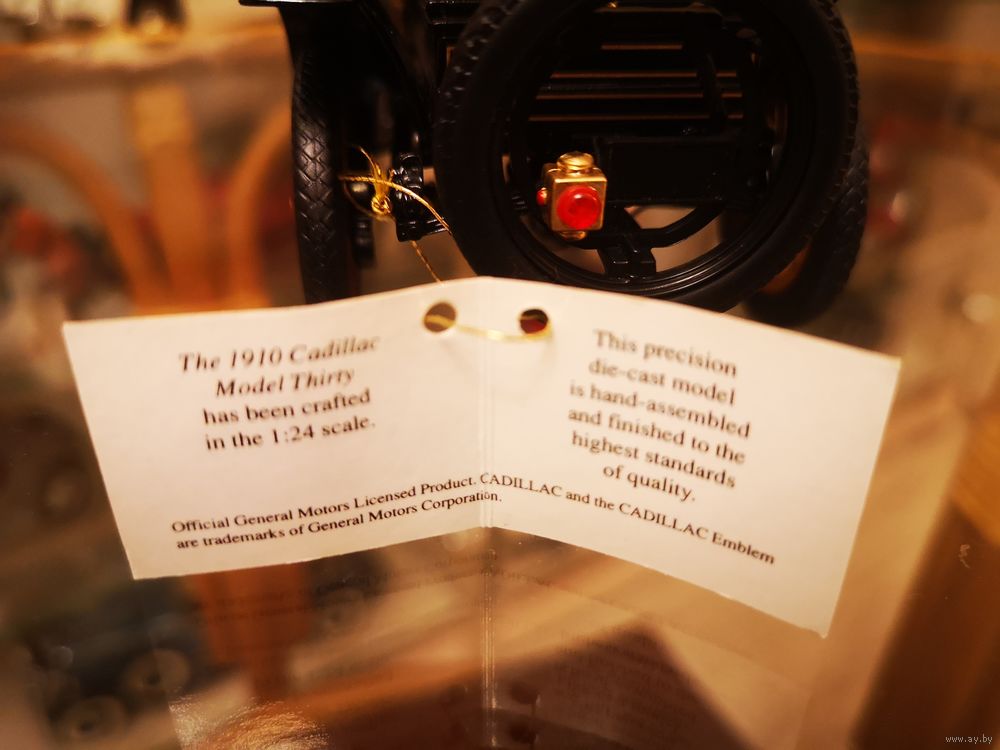 The 1910 Cadillac
Model Thirty
has been crafted
in the 1:24 scale.
This precision
die-cast model
is hand-assembled
and finished to the
highest standards
of quality.
Official General Motors Licensed Product. CADILLAC and the CADILLAC Emblem
are trademarks of General Motors Corporation.
www.ay.by